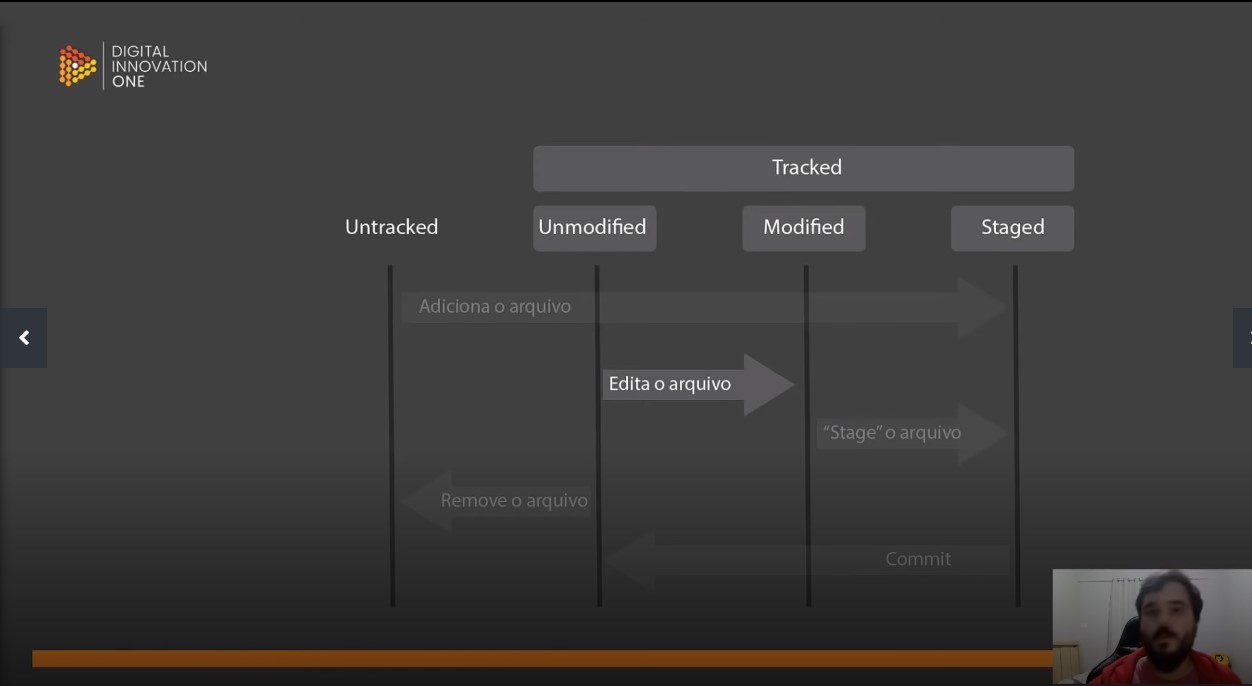 DIGITAL
INNOVATION
ONE
Tracked
Untracked
Unmodified
Modified
Staged
Adiciona o arquivo
Edita o arquivo
“Stage” o arquivo
Remove o arquivo
Commit